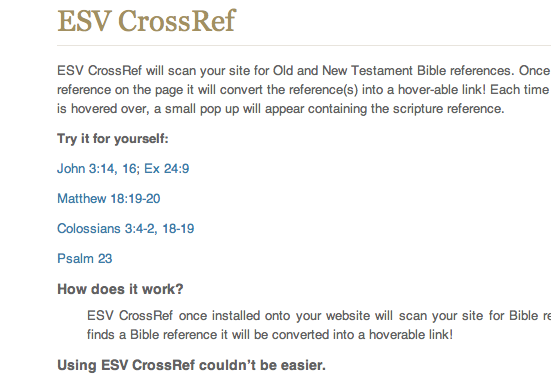 ESV CrossRef
ESV CrossRef will scan your site for Old and New Testament Bible references. Once
reference on the page it will convert the reference(s) into a hover-able link! Each time
is hovered over, a small pop up will appear containing the scripture reference.
Try it for yourself:
John 3:14, 16; Ex 24:9
Matthew 18:19-20
Colossians 3:4-2, 18-19
Psalm 23
How does it work?
ESV CrossRef once installed onto your website will scan your site for Bible re
finds a Bible reference it will be converted into a hoverable link!
Using ESV CrossRef couldn’t be easier.